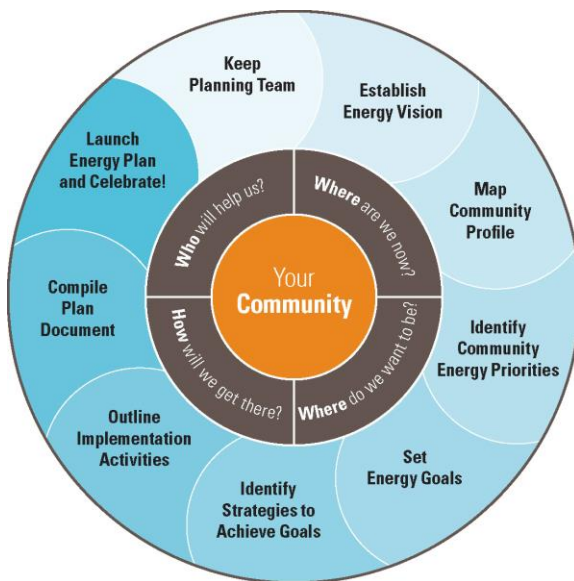 Keep
Planning Team
Establish
Energy Vision
Map
Community
Profile
Identify
Community
Energy Priorities
Set
Energy Goals
Identify
Strategies to
Achieve Goals
Outline
Implementation
Activities
Compile
Plan
Document
Launch
Energy Plan
and Celebrate!
Who will help us?
Where are we now?
Where do we want to be?
How will we get there?
Your
Community